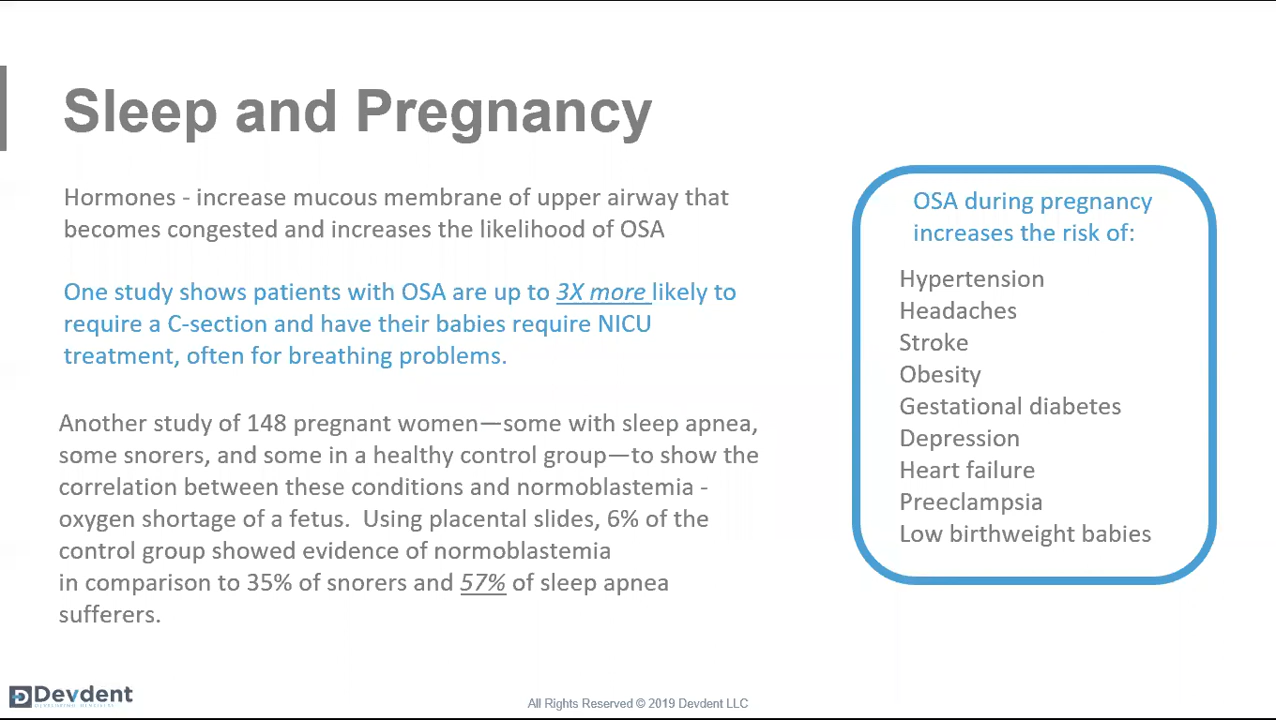 Sleep and Pregnancy
Hormones - increase mucous membrane of upper airway that
becomes congested and increases the likelihood of OSA
One study shows patients with OSA are up to 3X more likely to
require a C-section and have their babies require NICU
treatment, often for breathing problems.
Another study of 148 pregnant women—some with sleep apnea,
some snorers, and some in a healthy control group—to show the
correlation between these conditions and normoblastemia -
oxygen shortage of a fetus.  Using placental slides, 6% of the
control group showed evidence of normoblastemia
in comparison to 35% of snorers and 57% of sleep apnea
sufferers.
OSA during pregnancy
increases the risk of:
Hypertension
Headaches
Stroke
Obesity
Gestational diabetes
Depression
Heart failure
Preeclampsia
Low birthweight babies
Devdent
All Rights Reserved © 2019 Devdent LLC